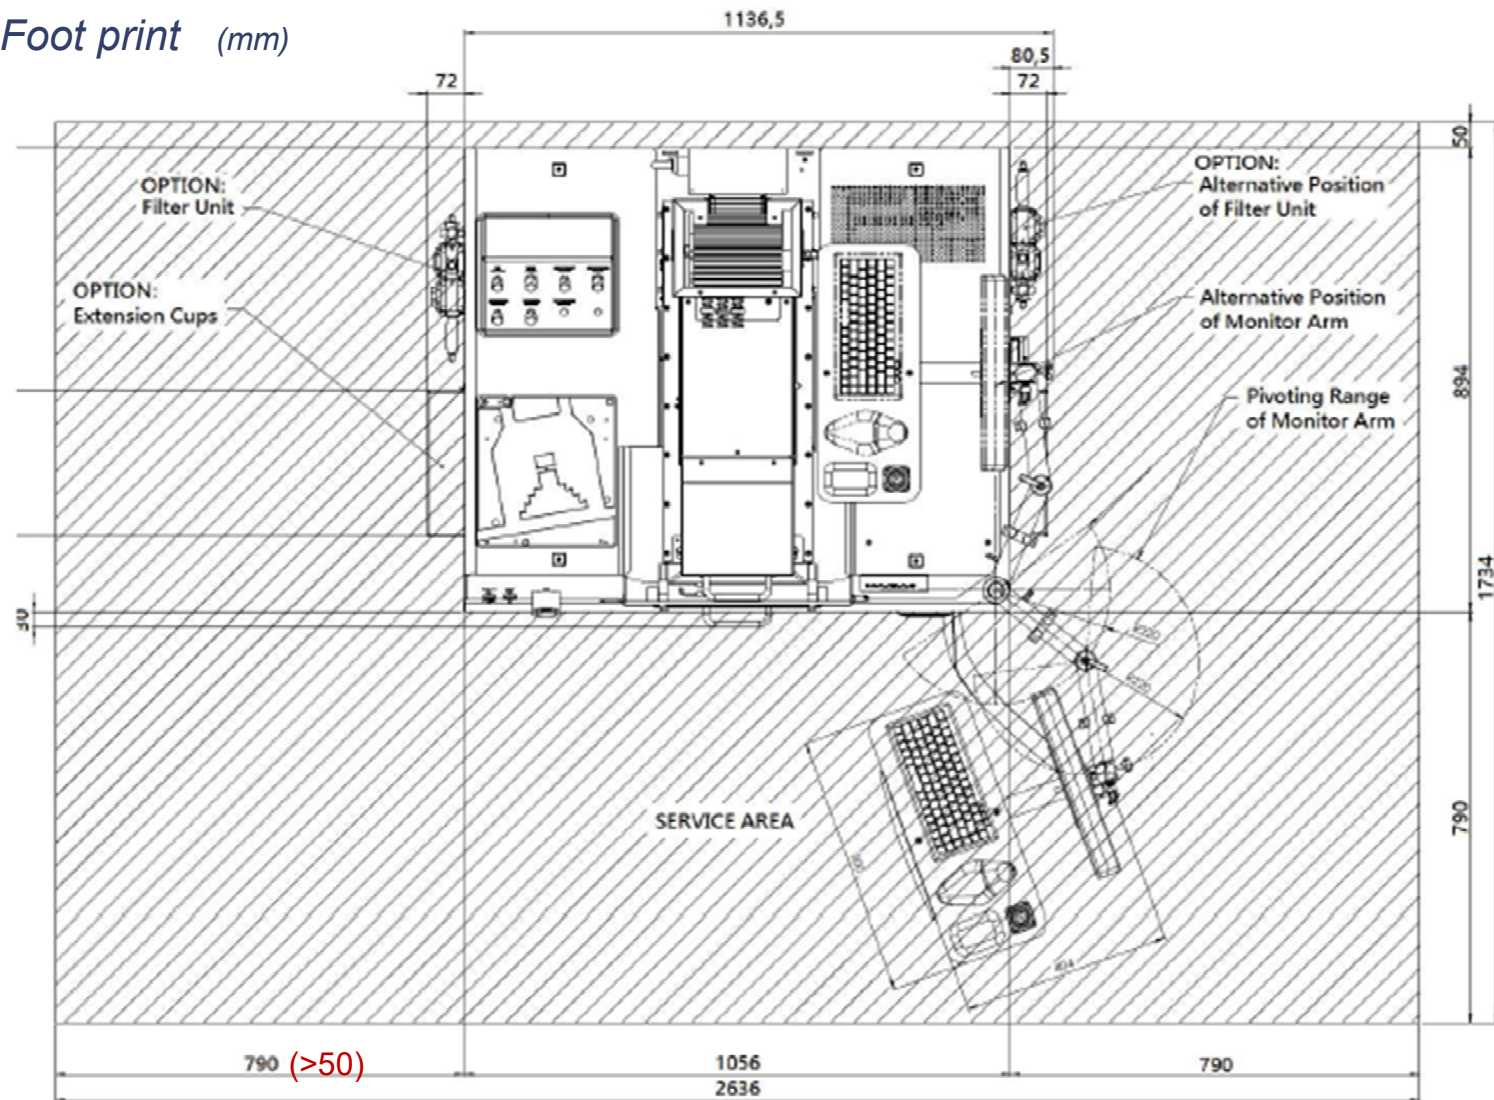 Foot print (mm)
1136,5
80,5
72
72
50
OPTION:
Filter Unit
OPTION:
Alternative Position
of Filter Unit
OPTION:
Extension Cups
Alternative Position
of Monitor Arm
894
Pivoting Range
of Monitor Arm
1734
SERVICE AREA
790
790 (>50)
1056
790
2636